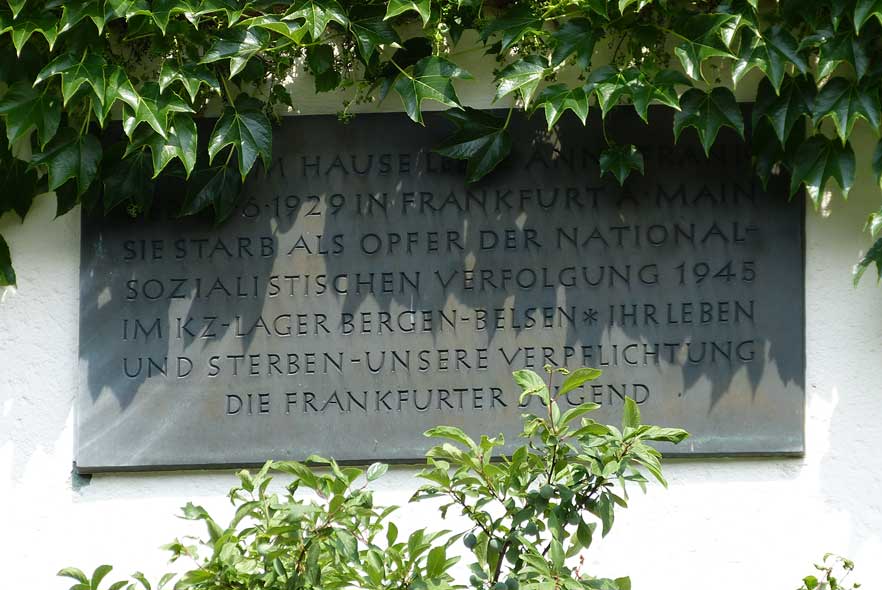 HAUSE
6·1929 IN FRANKFURT A·MAIN
SIE STARB ALS OPFER DER NATIONAL-
SOZIALISTISCHEN VERFOLGUNG 1945
IM KZ-LAGER BERGEN-BELSEN * IHR LEBEN
UND STERBEN-UNSERE VERPFLICHTUNG
DIE FRANKFURTER JUGEND